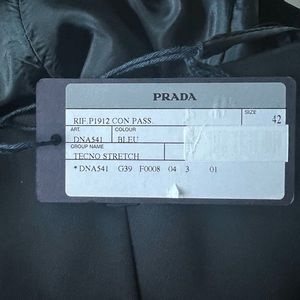 PRADA
RIF.P1912 CON PASS.
SIZE
42
ART. COLOUR
DNA541 BLEU
GROUP NAME
TECNO STRETCH
*DNA541 G39 F0008 04 3 01